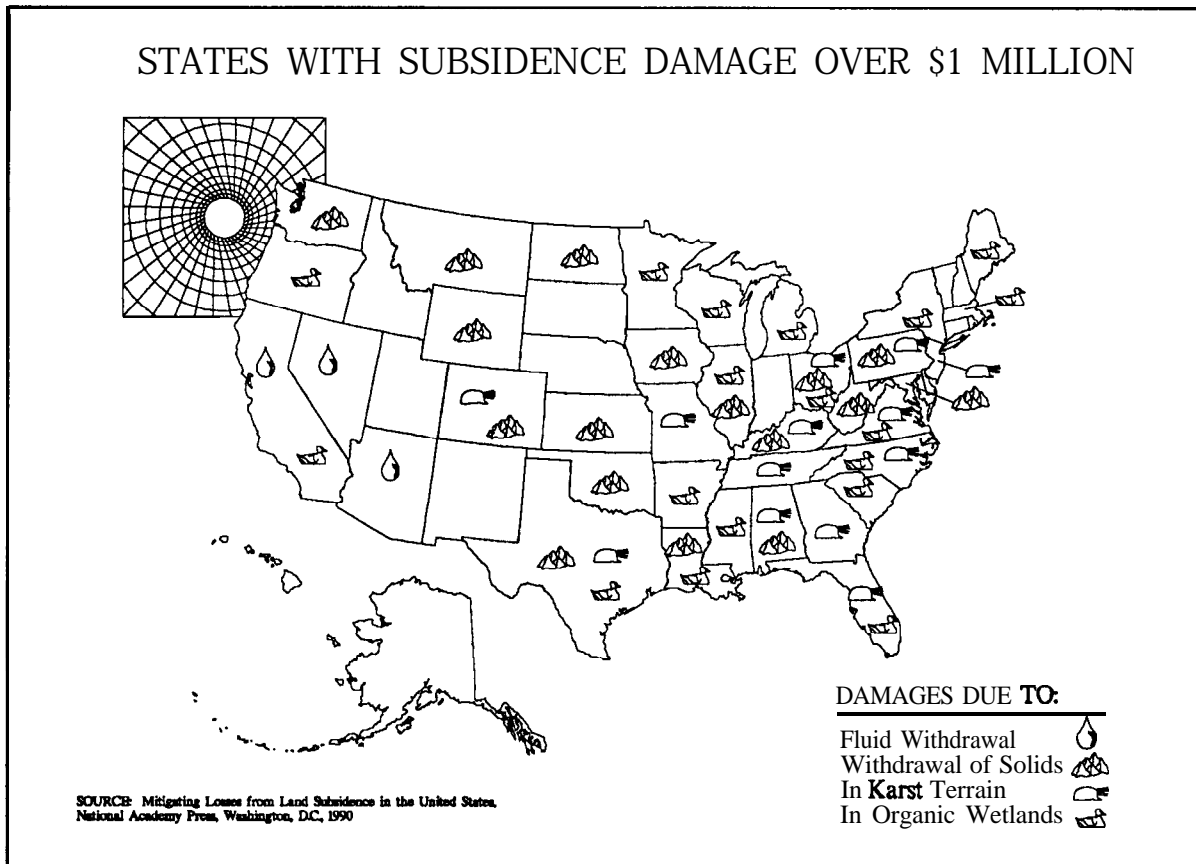 STATES WITH SUBSIDENCE DAMAGE OVER $1 MILLION
DAMAGES DUE TO:
Fluid Withdrawal
Withdrawal of Solids
In Karst Terrain
In Organic Wetlands
SOURCE: Mitigating Losses from Land Subsidence in the United States,
National Academy Press, Washington, D.C., 1990